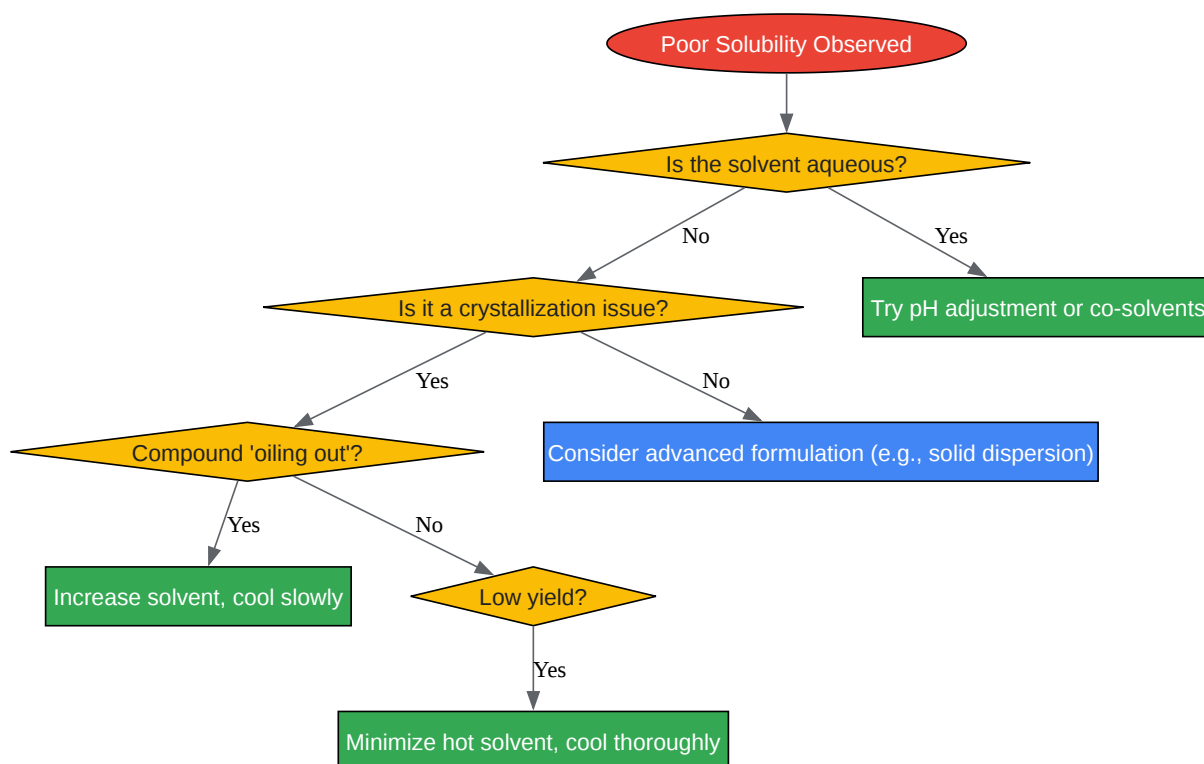 Poor Solubility Observed
Is the solvent aqueous?
No
Yes
Is it a crystallization issue?
Try pH adjustment or co-solvents
Yes
No
Compound 'oiling out'?
Consider advanced formulation (e.g., solid dispersion)
Yes
No
Increase solvent, cool slowly
Low yield?
Yes
Minimize hot solvent, cool thoroughly